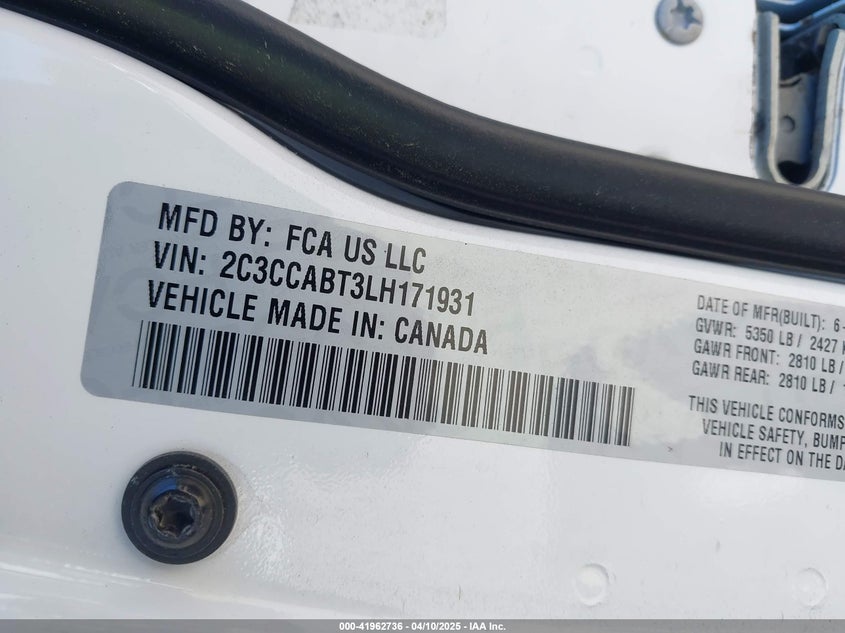 MFD BY: FCA US LLC
VIN: 2C3CCABT3LH171931
VEHICLE MADE IN: CANADA
DATE OF MFR(BUILT): 6-
GVWR: 5350 LB / 2427 K
GAWR FRONT: 2810 LB /
GAWR REAR: 2810 LB /
THIS VEHICLE CONFORMS
VEHICLE SAFETY, BUMP
IN EFFECT ON THE DA
000-41962736 - 04/10/2025 - IAA Inc.